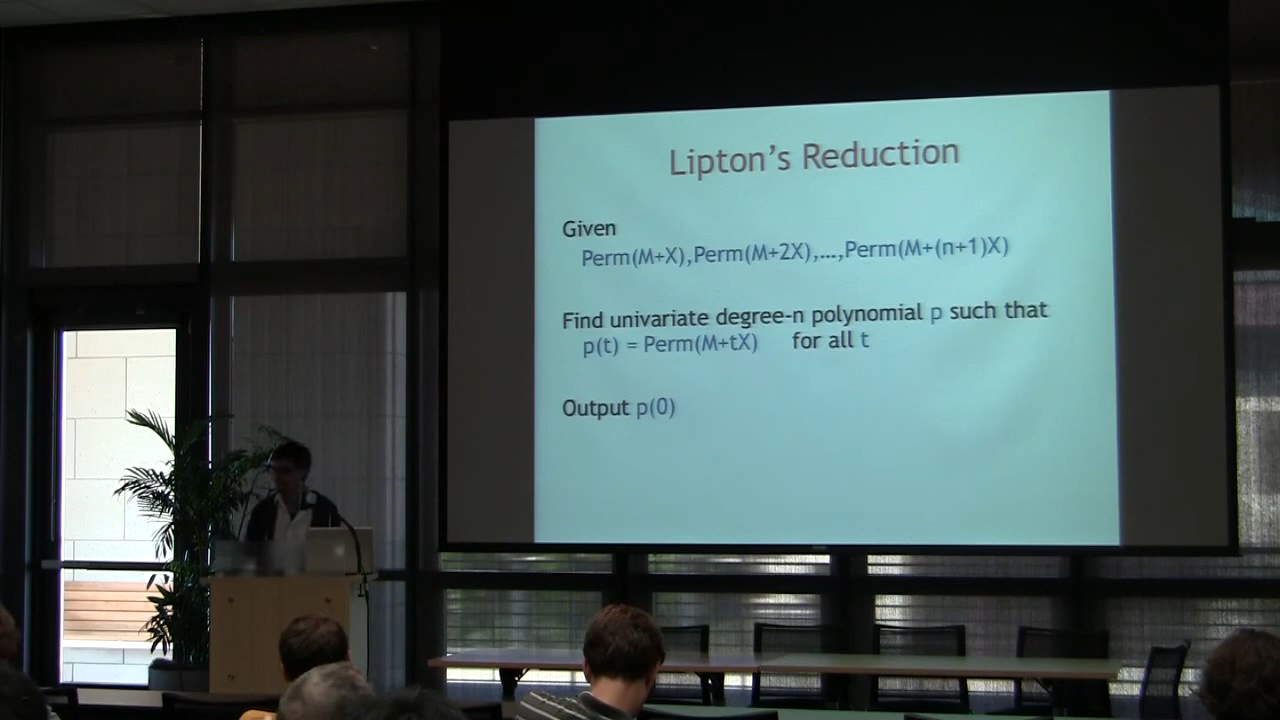 Lipton's Reduction
Given
Perm(M+X),Perm(M+2X),...,Perm(M+(n+1)X)
Find univariate degree-n polynomial p such that
p(t) = Perm(M+tX) for all t
Output p(0)